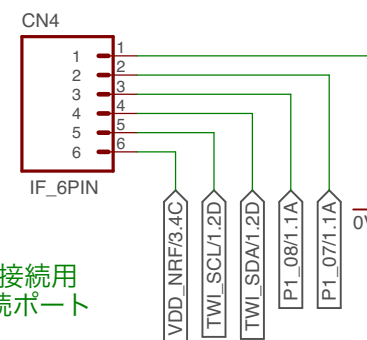 CN4
1 1
2 2
3 3
4 4
5 5
6 6
IF_6PIN
VDD_NRF/3.4C
TWI_SCL/1.2D
TWI_SDA/1.2D
P1_08/1.1A
P1_07/1.1A
0V
接続用
続ポート